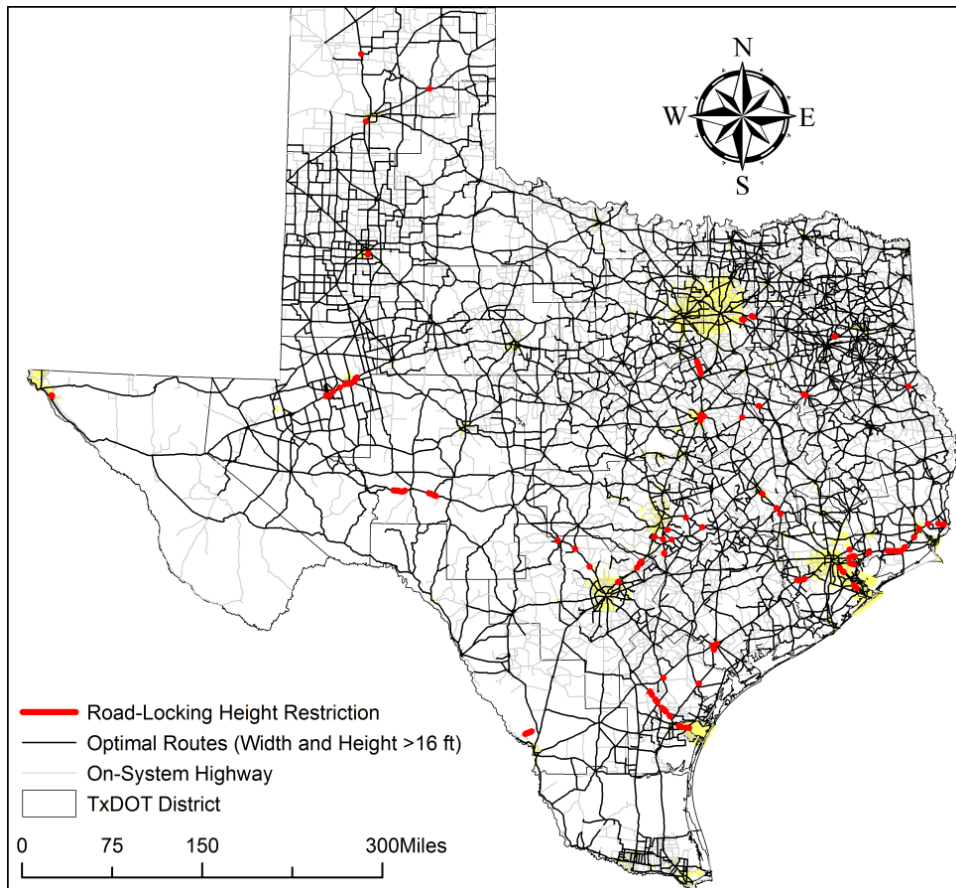 N
W E
S
Road-Locking Height Restriction
Optimal Routes (Width and Height >16 ft)
On-System Highway
TxDOT District
0 75 150 300Miles